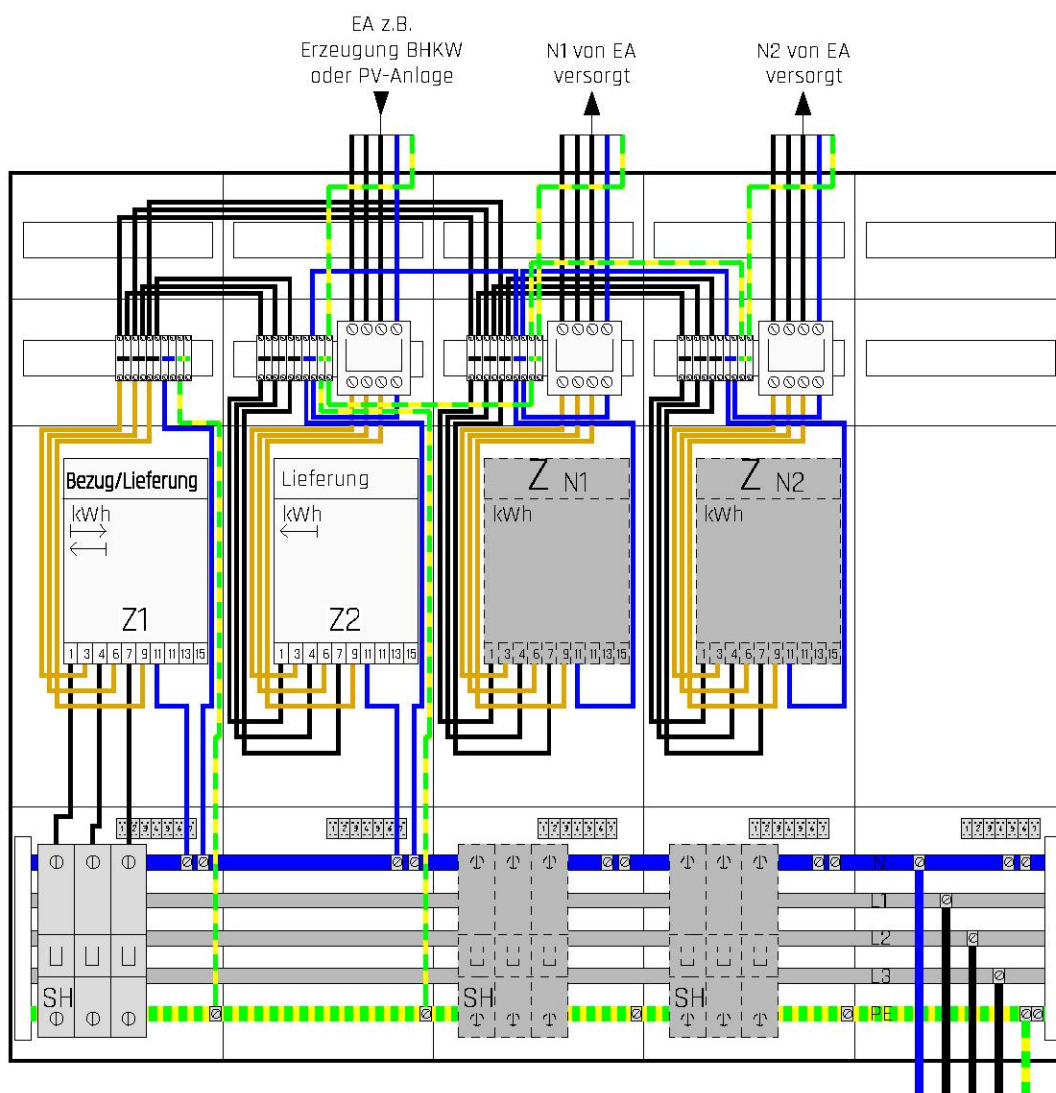 EA z.B.
Erzeugung BHKW
oder PV-Anlage
N1 von EA
versorgt
N2 von EA
versorgt
Bezug/Lieferung
kWh
Z1
1 3 4 6 7 9 11 11 13 15
Lieferung
kWh
Z2
1 3 4 6 7 9 11 11 13 15
Z N1
kWh
1 3 4 6 7 9 11 11 13 15
Z N2
kWh
1 3 4 6 7 9 11 11 13 15
1 2 3 4 5 6 7
1 2 3 4 5 6 7
1 2 3 4 5 6 7
1 2 3 4 5 6 7
1 2 3 4 5 6 7
N
L1
L2
L3
SH
SH
SH
PE